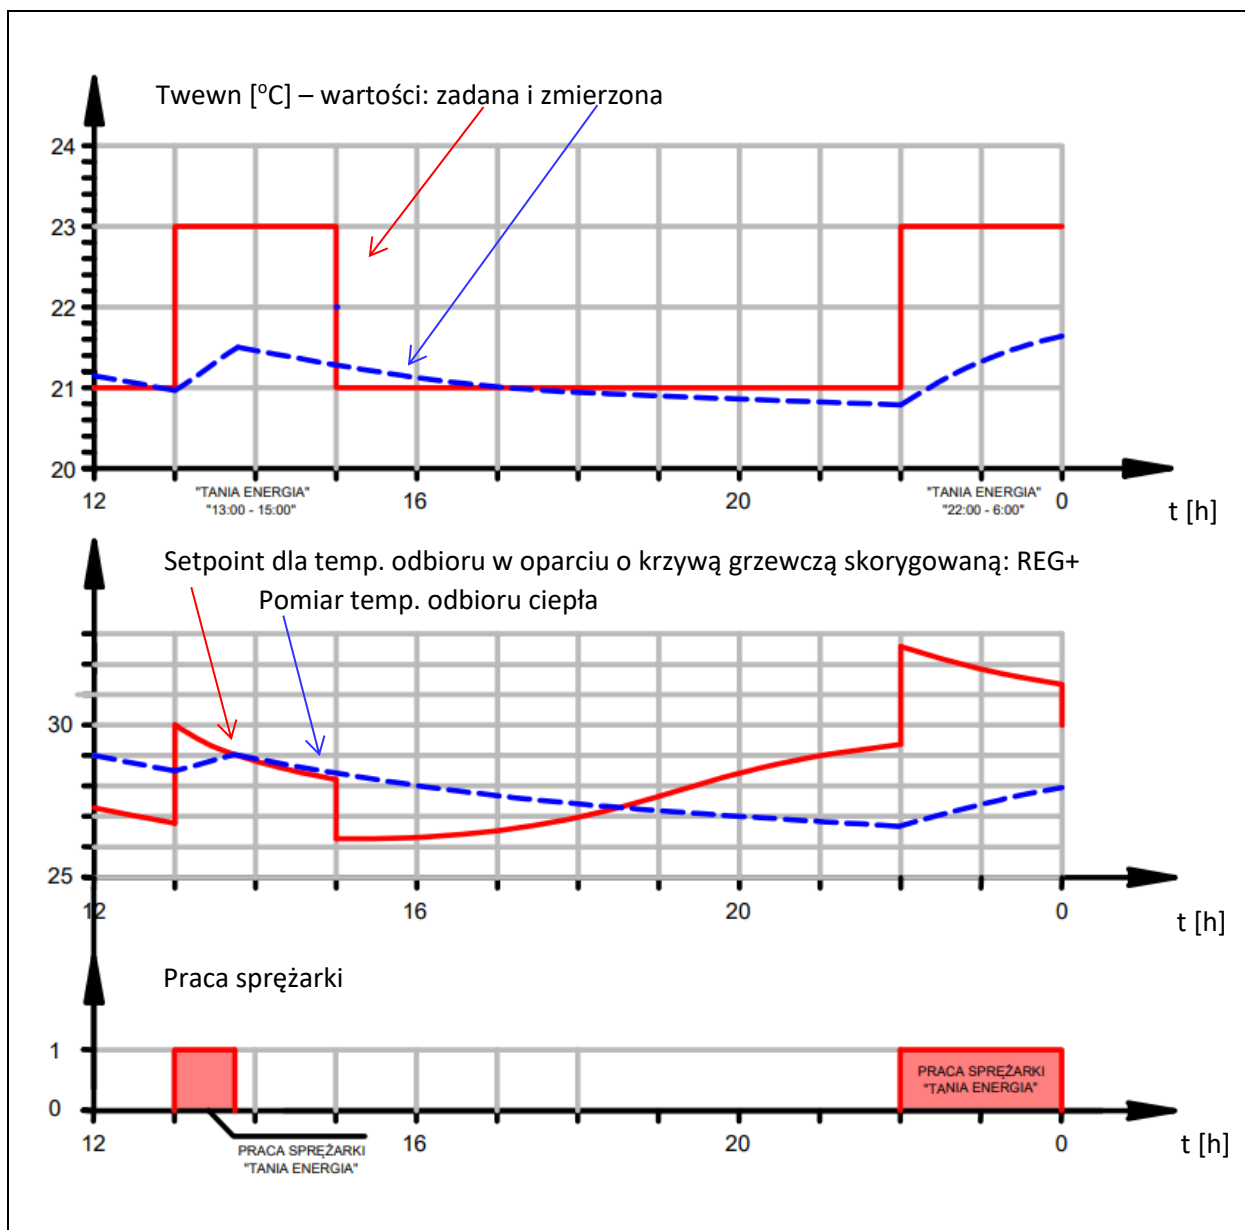 Twewn [°C] – wartości: zadana i zmierzona
24
23
22
21
20
12
"TANIA ENERGIA"
"13:00 - 15:00"
16
20
"TANIA ENERGIA"
"22:00 - 6:00"
0
t [h]
Setpoint dla temp. odbioru w oparciu o krzywą grzewczą skorygowaną: REG+
Pomiar temp. odbioru ciepła
30
25
12
16
20
0
t [h]
Praca sprężarki
1
0
PRACA SPRĘŻARKI
"TANIA ENERGIA"
12
16
20
0
t [h]
PRACA SPRĘŻARKI
"TANIA ENERGIA"